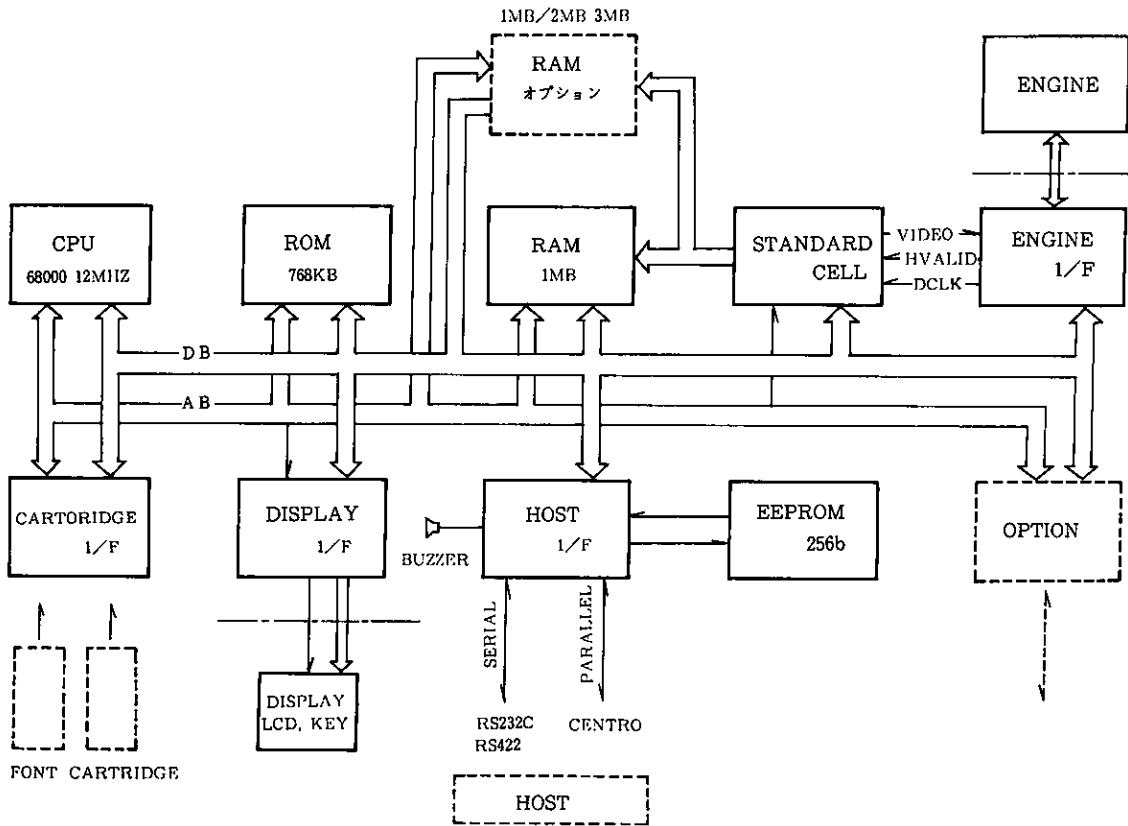 1MB/2MB 3MB
RAM
オプション
ENGINE
CPU
68000 12MHZ
ROM
768KB
RAM
1MB
STANDARD
CELL
VIDEO
HVALID
DCLK
ENGINE
I/F
DB
AB
CARTORIDGE
I/F
DISPLAY
I/F
BUZZER
HOST
I/F
EEPROM
256b
OPTION
SERIAL
PARALLEL
DISPLAY
LCD, KEY
RS232C
RS422
CENTRO
FONT CARTRIDGE
HOST